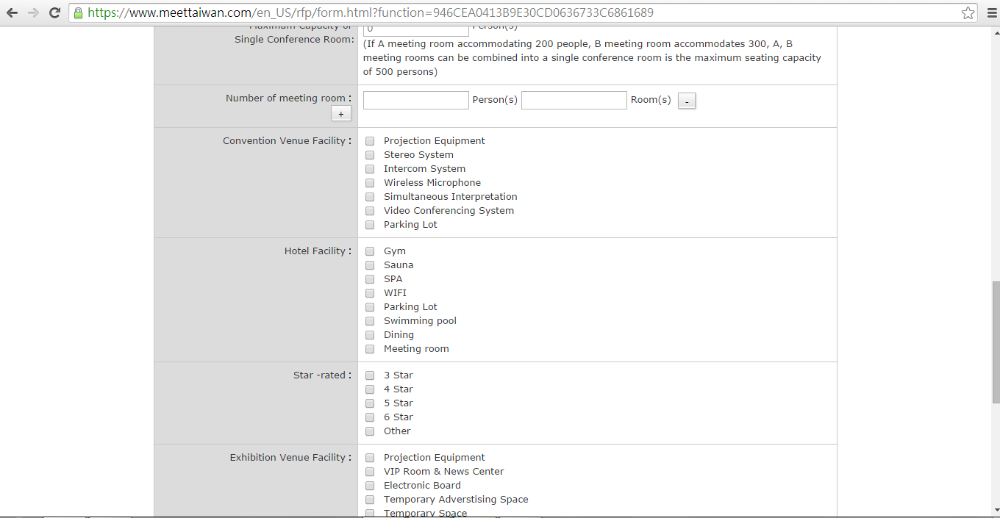 https://www.meettaiwan.com/en_US/rfp/form.html?function=946CEA0413B9E30CD0636733C6861689
Maximum Capacity of
Single Conference Room:
0 Person(s)
(If A meeting room accommodating 200 people, B meeting room accommodates 300, A, B
meeting rooms can be combined into a single conference room is the maximum seating capacity
of 500 persons)
Number of meeting room :
+
Person(s) Room(s) -
Convention Venue Facility :
Projection Equipment
Stereo System
Intercom System
Wireless Microphone
Simultaneous Interpretation
Video Conferencing System
Parking Lot
Hotel Facility :
Gym
Sauna
SPA
WIFI
Parking Lot
Swimming pool
Dining
Meeting room
Star -rated :
3 Star
4 Star
5 Star
6 Star
Other
Exhibition Venue Facility :
Projection Equipment
VIP Room & News Center
Electronic Board
Temporary Adverstising Space
Temporary Space